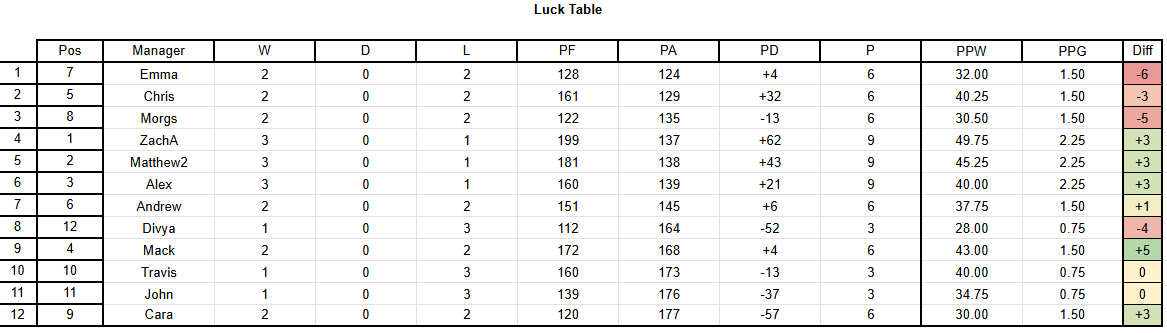 Luck Table
Pos Manager W D L PF PA PD P PPW PPG Diff
1 7 Emma 2 0 2 128 124 +4 6 32.00 1.50 -6
2 5 Chris 2 0 2 161 129 +32 6 40.25 1.50 -3
3 8 Morgs 2 0 2 122 135 -13 6 30.50 1.50 -5
4 1 ZachA 3 0 1 199 137 +62 9 49.75 2.25 +3
5 2 Matthew2 3 0 1 181 138 +43 9 45.25 2.25 +3
6 3 Alex 3 0 1 160 139 +21 9 40.00 2.25 +3
7 6 Andrew 2 0 2 151 145 +6 6 37.75 1.50 +1
8 12 Divya 1 0 3 112 164 -52 3 28.00 0.75 -4
9 4 Mack 2 0 2 172 168 +4 6 43.00 1.50 +5
10 10 Travis 1 0 3 160 173 -13 3 40.00 0.75 0
11 11 John 1 0 3 139 176 -37 3 34.75 0.75 0
12 9 Cara 2 0 2 120 177 -57 6 30.00 1.50 +3